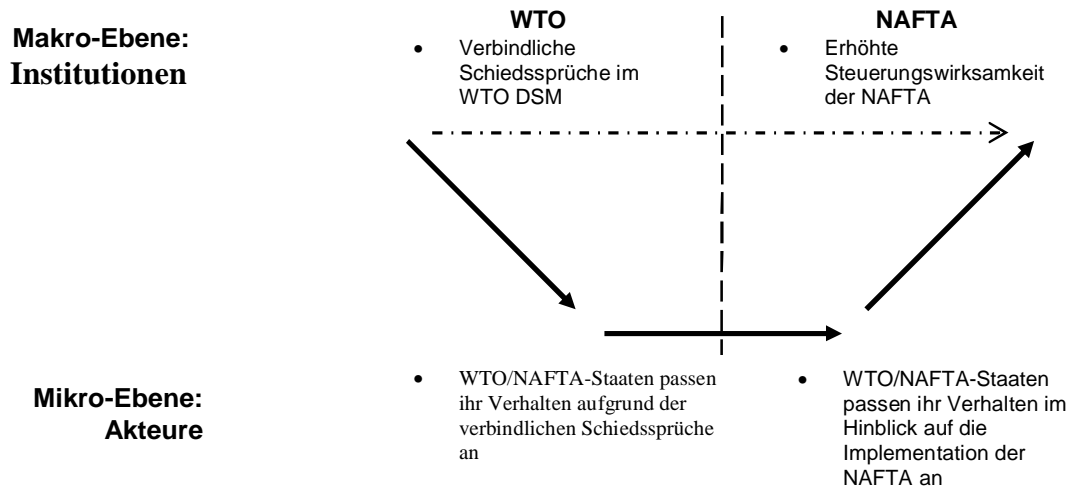 WTO
NAFTA
Makro-Ebene:
Institutionen
• Verbindliche
Schiedssprüche im
WTO DSM
• Erhöhte
Steuerungswirksamkeit
der NAFTA
Mikro-Ebene:
Akteure
• WTO/NAFTA-Staaten passen
ihr Verhalten aufgrund der
verbindlichen Schiedssprüche
an
• WTO/NAFTA-Staaten
passen ihr Verhalten im
Hinblick auf die
Implementation der
NAFTA an